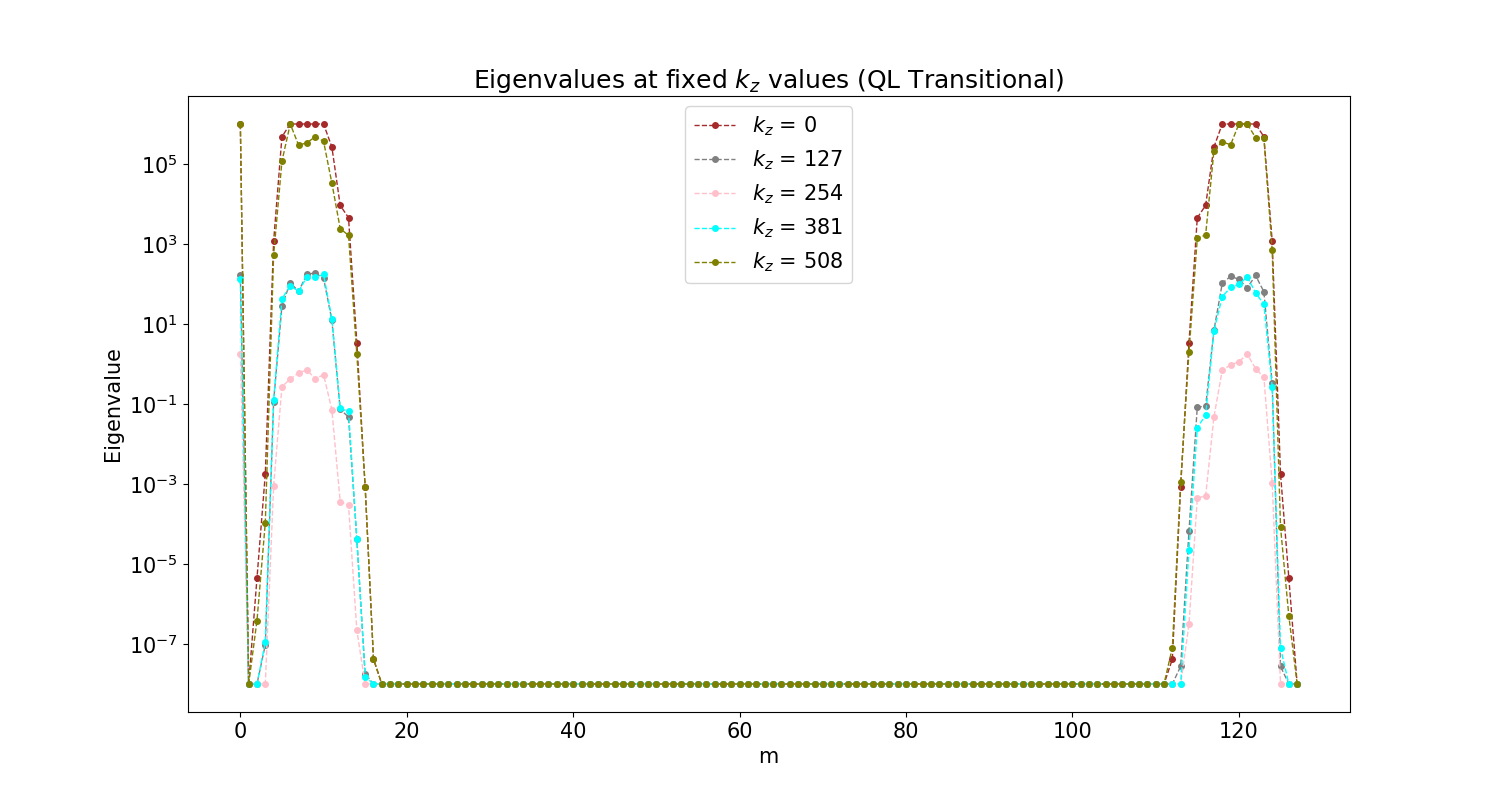 Eigenvalues at fixed $k_z$ values (QL Transitional)
$k_z$ = 0
$k_z$ = 127
$k_z$ = 254
$k_z$ = 381
$k_z$ = 508
Eigenvalue
$10^{5}$
$10^{3}$
$10^{1}$
$10^{-1}$
$10^{-3}$
$10^{-5}$
$10^{-7}$
0 20 40 60 80 100 120
m